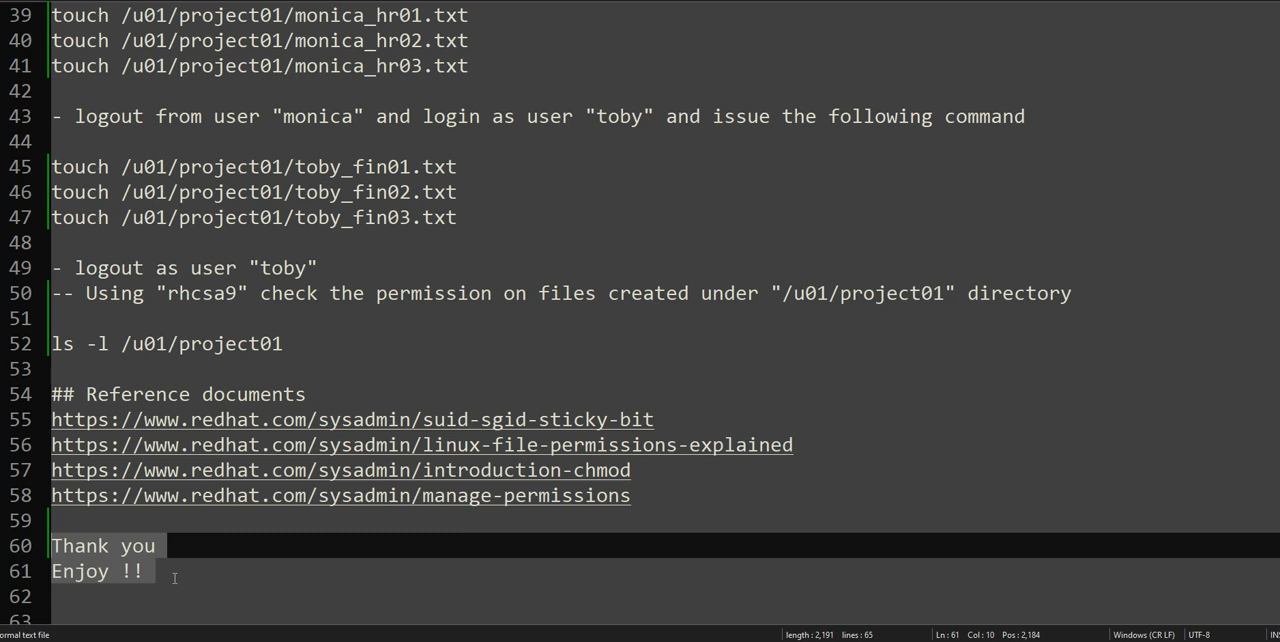 39 touch /u01/project01/monica_hr01.txt
40 touch /u01/project01/monica_hr02.txt
41 touch /u01/project01/monica_hr03.txt
42
43 - logout from user "monica" and login as user "toby" and issue the following command
44
45 touch /u01/project01/toby_fin01.txt
46 touch /u01/project01/toby_fin02.txt
47 touch /u01/project01/toby_fin03.txt
48
49 - logout as user "toby"
50 -- Using "rhcsa9" check the permission on files created under "/u01/project01" directory
51
52 ls -l /u01/project01
53
54 ## Reference documents
55 https://www.redhat.com/sysadmin/suid-sgid-sticky-bit
56 https://www.redhat.com/sysadmin/linux-file-permissions-explained
57 https://www.redhat.com/sysadmin/introduction-chmod
58 https://www.redhat.com/sysadmin/manage-permissions
59
60 Thank you
61 Enjoy !!
62
63
ormal text file length : 2,191 lines : 65 Ln : 61 Col : 10 Pos : 2,184 Windows (CR LF) UTF-8 IN